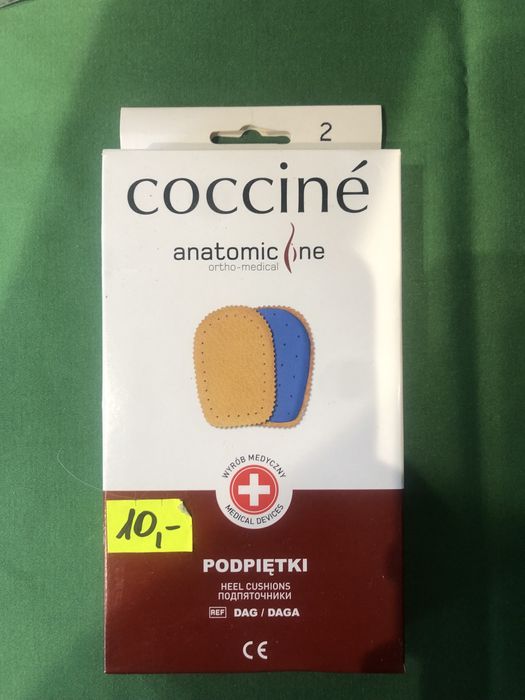 2
cocciné
anatomic line
ortho-medical
WYRÓB MEDYCZNY
MEDICAL DEVICES
10,-
PODPIĘTKI
HEEL CUSHIONS
ПОДПЯТОЧНИКИ
REF DAG / DAGA
CE